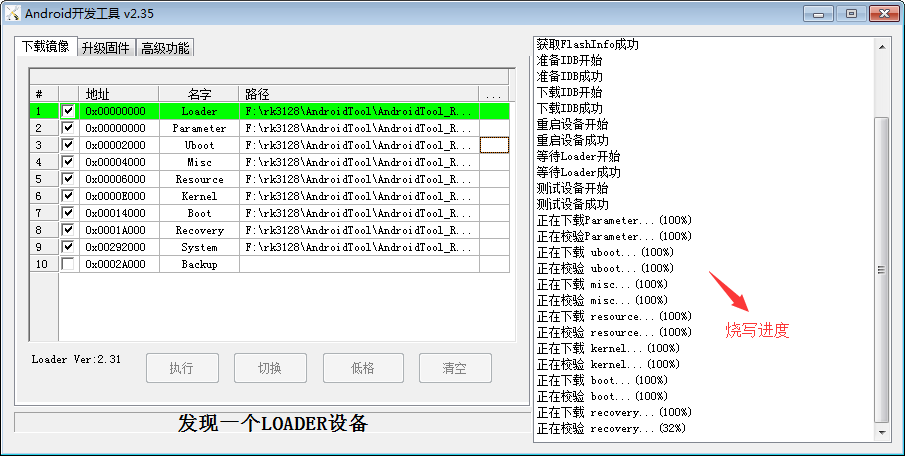 Android开发工具 v2.35
下载镜像 升级固件 高级功能
# 地址 名字 路径 ...
1 0x00000000 Loader F:\rk3128\AndroidTool\AndroidTool_R...
2 0x00000000 Parameter F:\rk3128\AndroidTool\AndroidTool_R...
3 0x00002000 Uboot F:\rk3128\AndroidTool\AndroidTool_R...
4 0x00004000 Misc F:\rk3128\AndroidTool\AndroidTool_R...
5 0x00006000 Resource F:\rk3128\AndroidTool\AndroidTool_R...
6 0x0000E000 Kernel F:\rk3128\AndroidTool\AndroidTool_R...
7 0x00014000 Boot F:\rk3128\AndroidTool\AndroidTool_R...
8 0x0001A000 Recovery F:\rk3128\AndroidTool\AndroidTool_R...
9 0x00292000 System F:\rk3128\AndroidTool\AndroidTool_R...
10 0x0002A000 Backup
Loader Ver:2.31
执行 切换 低格 清空
发现一个LOADER设备
获取FlashInfo成功
准备IDB开始
准备IDB成功
下载IDB开始
下载IDB成功
重启设备开始
重启设备成功
等待Loader开始
等待Loader成功
测试设备开始
测试设备成功
正在下载Parameter...(100%)
正在校验Parameter...(100%)
正在下载 uboot...(100%)
正在校验 uboot...(100%)
正在下载 misc...(100%)
正在校验 misc...(100%)
正在下载 resource...(100%)
正在校验 resource...(100%)
正在下载 kernel...(100%)
正在校验 kernel...(100%)
正在下载 boot...(100%)
正在校验 boot...(100%)
正在下载 recovery...(100%)
正在校验 recovery...(32%)
烧写进度